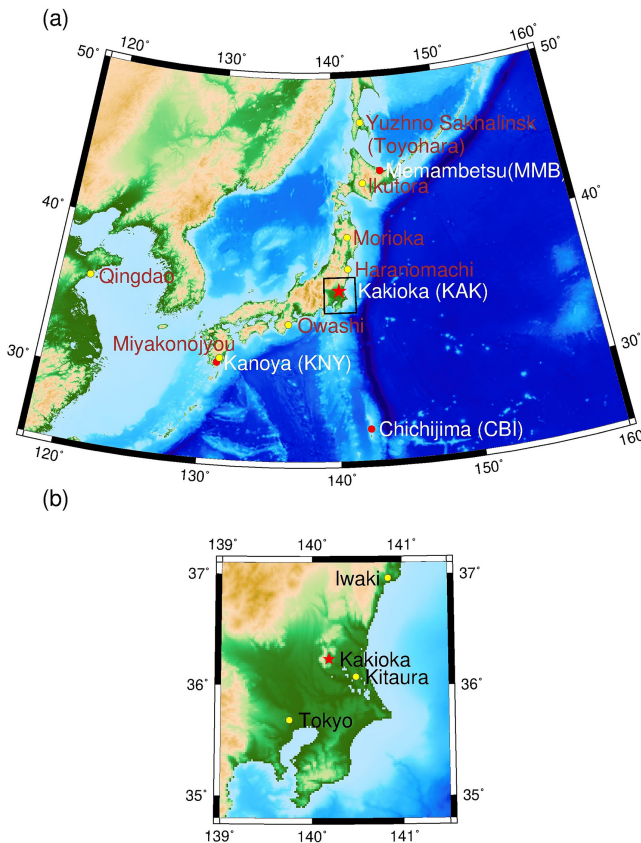 (a)
120° 130° 140° 150° 160°
50° 50°
Yuzhno Sakhalinsk
(Toyohara)
Memambetsu(MMB)
Ikutora
40° 40°
Morioka
Qingdao
Haranomachi
Kakioka (KAK)
Owashi
30° 30°
Miyakonojyou
Kanoya (KNY)
Chichijima (CBI)
120° 130° 140° 150° 160°
(b)
139° 140° 141°
37° 37°
Iwaki
Kakioka
Kitaura
36° 36°
Tokyo
35° 35°
139° 140° 141°